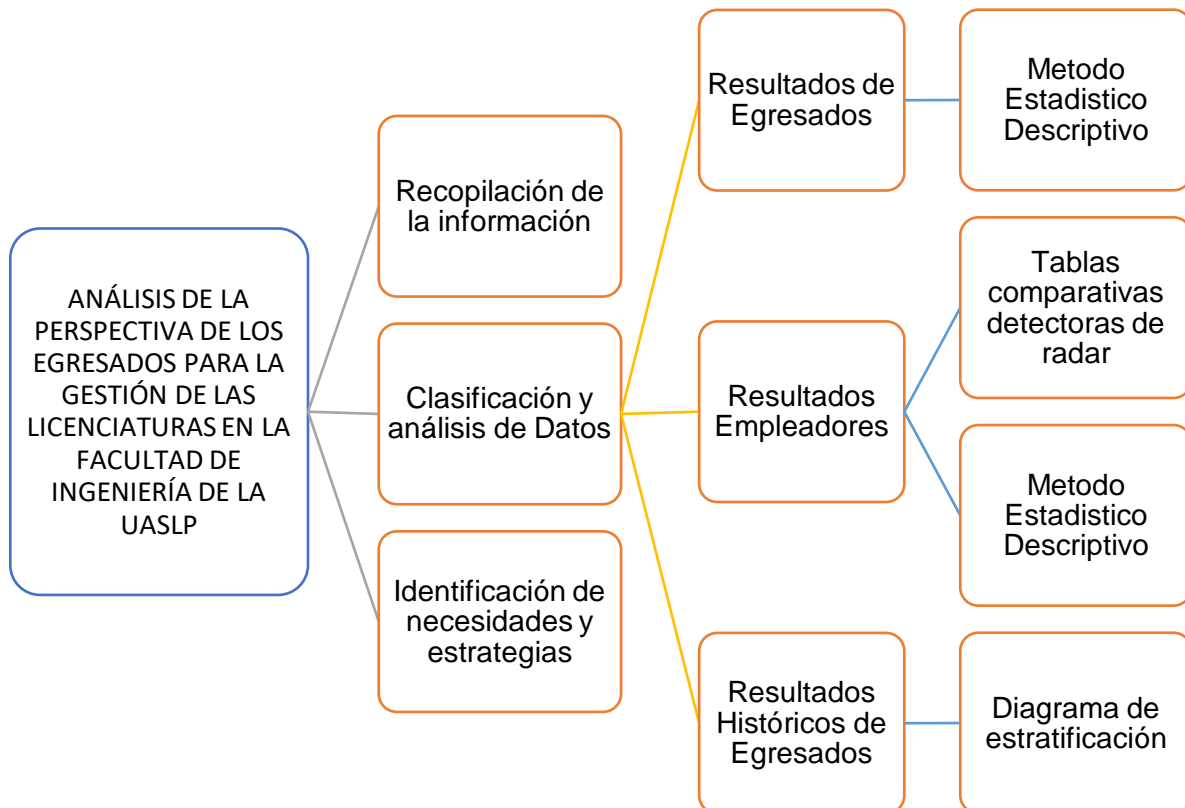 ANÁLISIS DE LA
PERSPECTIVA DE LOS
EGRESADOS PARA LA
GESTIÓN DE LAS
LICENCIATURAS EN LA
FACULTAD DE
INGENIERÍA DE LA
UASLP
Recopilación de
la información
Clasificación y
análisis de Datos
Identificación de
necesidades y
estrategias
Resultados de
Egresados
Resultados
Empleadores
Resultados
Históricos de
Egresados
Metodo
Estadistico
Descriptivo
Tablas
comparativas
detectoras de
radar
Metodo
Estadistico
Descriptivo
Diagrama de
estratificación